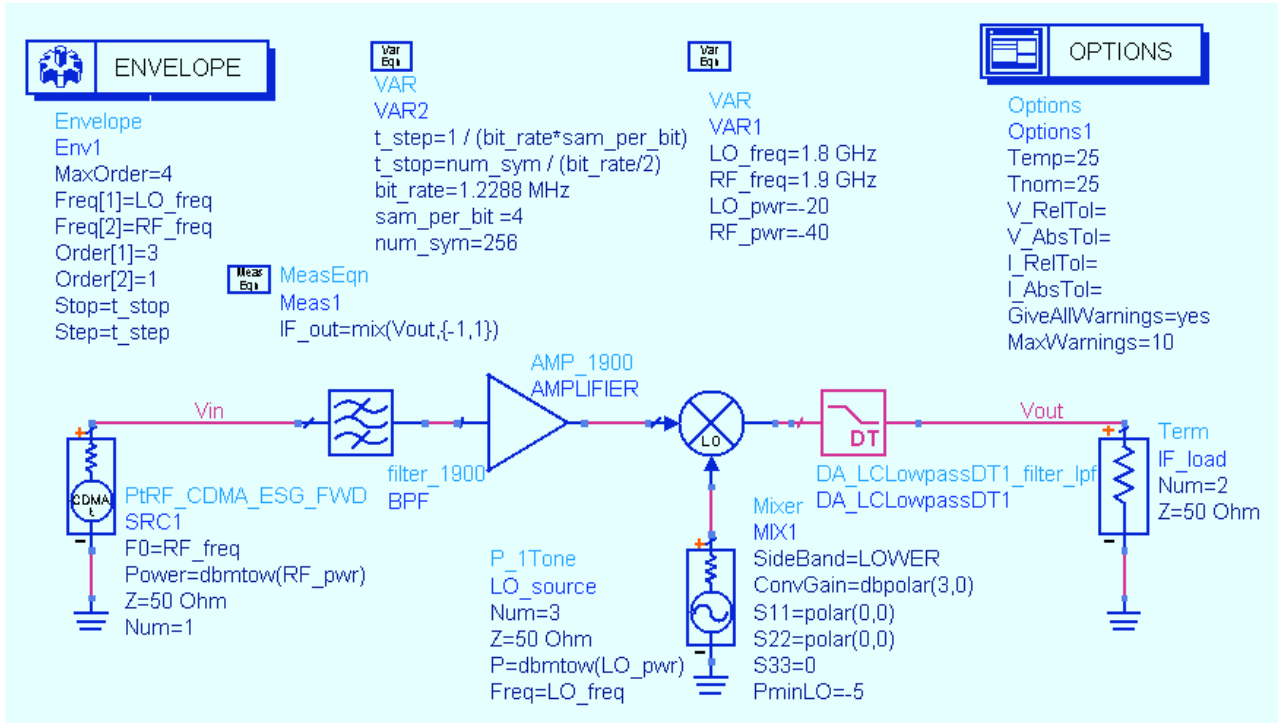 ENVELOPE
Envelope
Env1
MaxOrder=4
Freq[1]=LO_freq
Freq[2]=RF_freq
Order[1]=3
Order[2]=1
Stop=t_stop
Step=t_step
Var
Eqn
VAR
VAR2
t_step=1 / (bit_rate*sam_per_bit)
t_stop=num_sym / (bit_rate/2)
bit_rate=1.2288 MHz
sam_per_bit =4
num_sym=256
Meas
Eqn
MeasEqn
Meas1
IF_out=mix(Vout,{-1,1})
Var
Eqn
VAR
VAR1
LO_freq=1.8 GHz
RF_freq=1.9 GHz
LO_pwr=-20
RF_pwr=-40
OPTIONS
Options
Options1
Temp=25
Tnom=25
V_RelTol=
V_AbsTol=
I_RelTol=
I_AbsTol=
GiveAllWarnings=yes
MaxWarnings=10
Vin
CDMA
t
PtRF_CDMA_ESG_FWD
SRC1
F0=RF_freq
Power=dbmtow(RF_pwr)
Z=50 Ohm
Num=1
filter_1900
BPF
AMP_1900
AMPLIFIER
LO
Mixer
MIX1
SideBand=LOWER
ConvGain=dbpolar(3,0)
S11=polar(0,0)
S22=polar(0,0)
S33=0
PminLO=-5
P_1Tone
LO_source
Num=3
Z=50 Ohm
P=dbmtow(LO_pwr)
Freq=LO_freq
DT
DA_LCLowpassDT1_filter_lpf
DA_LCLowpassDT1
Vout
Term
IF_load
Num=2
Z=50 Ohm